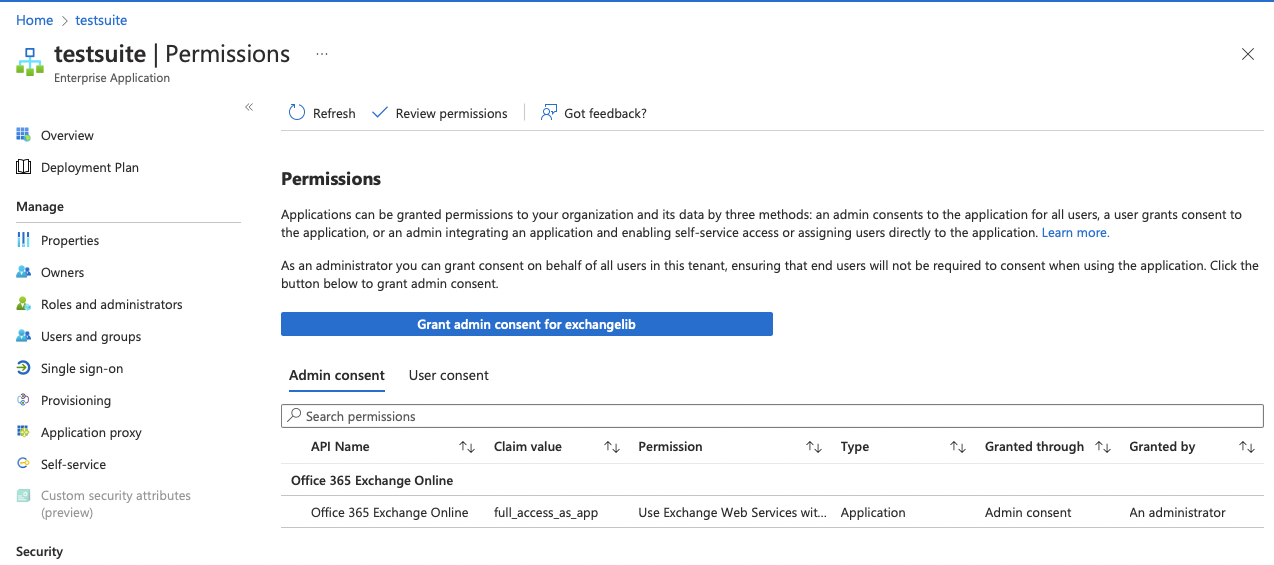 Home > testsuite
testsuite | Permissions ...
Enterprise Application
«
Refresh Review permissions Got feedback?
Overview
Deployment Plan
Manage
Properties
Owners
Roles and administrators
Users and groups
Single sign-on
Provisioning
Application proxy
Self-service
Custom security attributes
(preview)
Security
Permissions
Applications can be granted permissions to your organization and its data by three methods: an admin consents to the application for all users, a user grants consent to
the application, or an admin integrating an application and enabling self-service access or assigning users directly to the application. Learn more.
As an administrator you can grant consent on behalf of all users in this tenant, ensuring that end users will not be required to consent when using the application. Click the
button below to grant admin consent.
Grant admin consent for exchangelib
Admin consent User consent
Search permissions
API Name Claim value Permission Type Granted through Granted by
Office 365 Exchange Online
Office 365 Exchange Online full_access_as_app Use Exchange Web Services wit... Application Admin consent An administrator